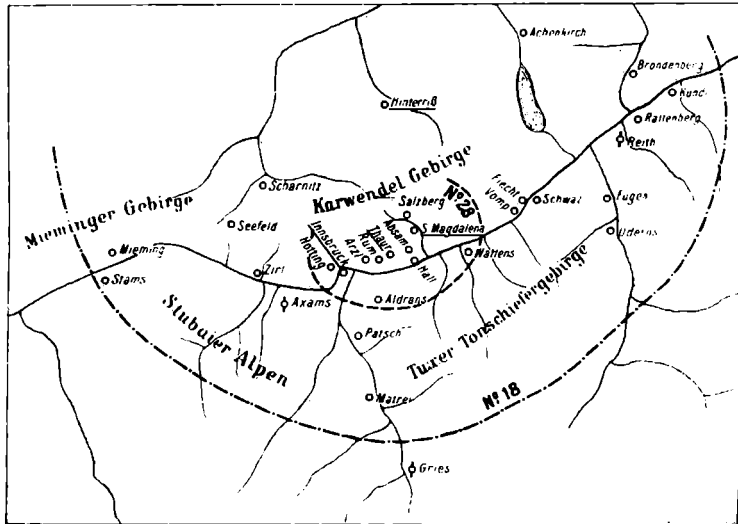 Achenkirch
Brandenberg
Kundl
Hinterriß
Rattenberg
Reith
Karwendel Gebirge
Scharnitz
Mieminger Gebirge
Seefeld
Salzberg
Nº 28
Fiecht
Vomp
Schwaz
Fugen
S. Magdalena
Absam
Thaur
Rum
Arzl
Innsbruck
Hötting
Hall
Wattens
Uderns
Mieming
Stams
Zirl
Axams
Aldrans
Stubaier Alpen
Patsch
Tuxer Tonschiefergebirge
Matrei
Nº 18
Gries